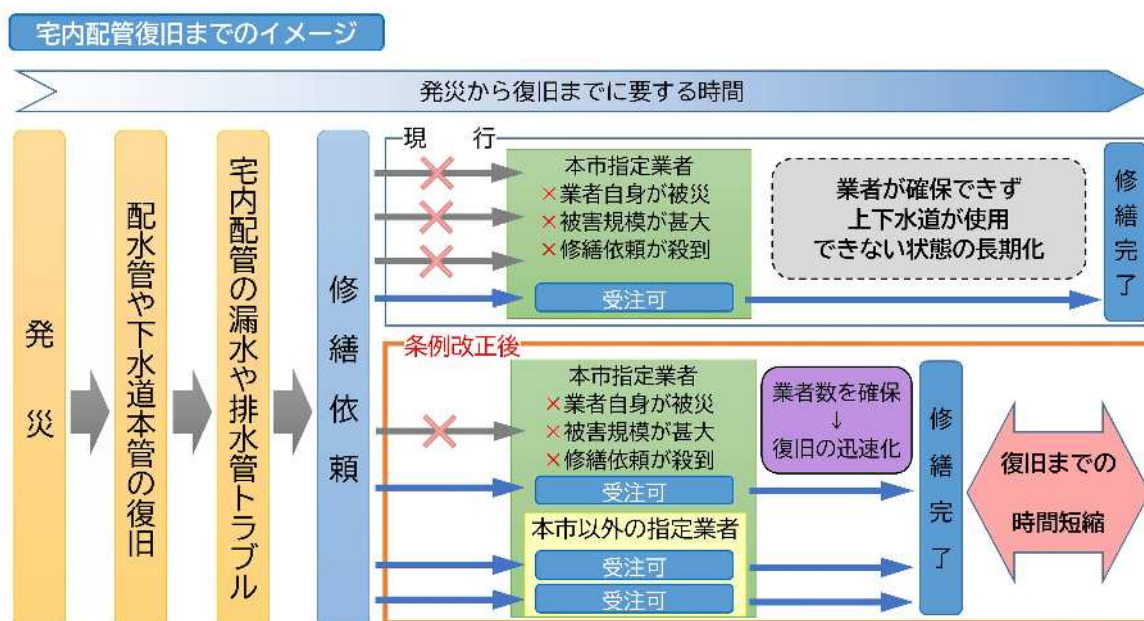 宅内配管復旧までのイメージ
発災から復旧までに要する時間
発災
配水管や下水道本管の復旧
宅内配管の漏水や排水管トラブル
修繕依頼
現 行
本市指定業者
×業者自身が被災
×被害規模が甚大
×修繕依頼が殺到
受注可
業者が確保できず
上下水道が使用
できない状態の長期化
修繕完了
条例改正後
本市指定業者
×業者自身が被災
×被害規模が甚大
×修繕依頼が殺到
受注可
本市以外の指定業者
受注可
受注可
業者数を確保
↓
復旧の迅速化
修繕完了
復旧までの
時間短縮